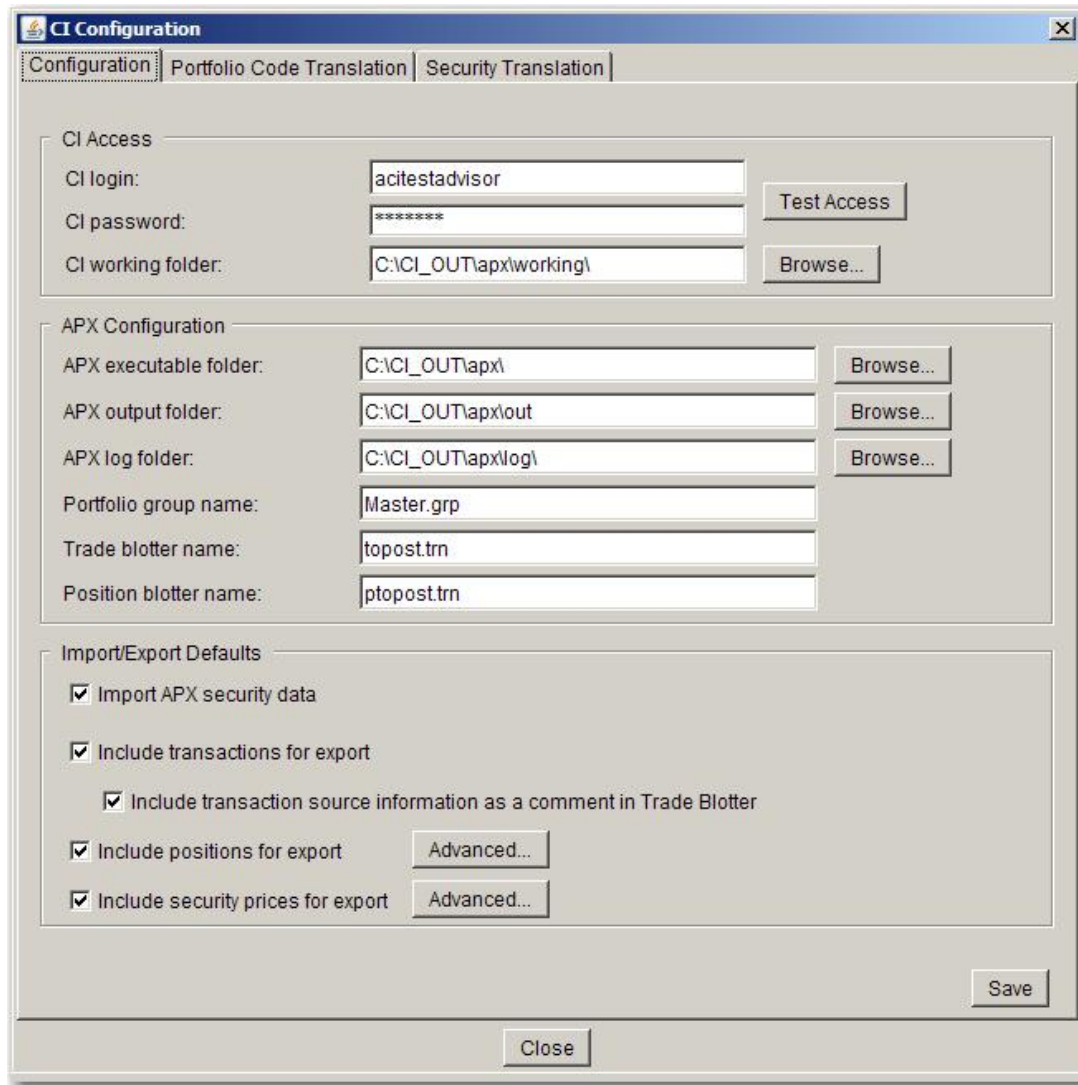 CI Configuration
Configuration Portfolio Code Translation Security Translation
CI Access
CI login: acitestadvisor
Test Access
CI password: *******
CI working folder: C:\CI_OUT\apx\working\ Browse...
APX Configuration
APX executable folder: C:\CI_OUT\apx\ Browse...
APX output folder: C:\CI_OUT\apx\out Browse...
APX log folder: C:\CI_OUT\apx\log\ Browse...
Portfolio group name: Master.grp
Trade blotter name: topost.trn
Position blotter name: ptopost.trn
Import/Export Defaults
Import APX security data
Include transactions for export
Include transaction source information as a comment in Trade Blotter
Include positions for export Advanced...
Include security prices for export Advanced...
Save
Close